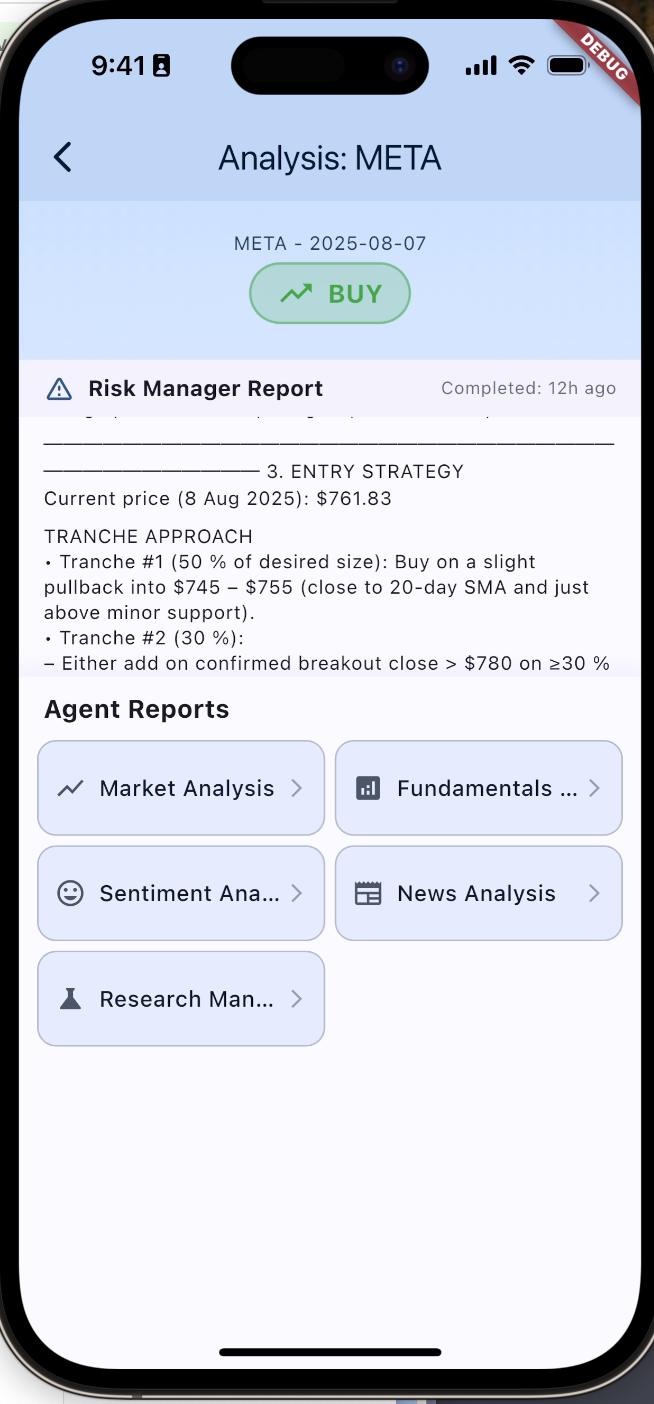 9:41
DEBUG
Analysis: META
META - 2025-08-07
BUY
Risk Manager Report
Completed: 12h ago
———————————————————————————————
———————————— 3. ENTRY STRATEGY
Current price (8 Aug 2025): $761.83
TRANCHE APPROACH
• Tranche #1 (50 % of desired size): Buy on a slight
pullback into $745 – $755 (close to 20-day SMA and just
above minor support).
• Tranche #2 (30 %):
– Either add on confirmed breakout close > $780 on ≥30 %
Agent Reports
Market Analysis
Fundamentals ...
Sentiment Ana...
News Analysis
Research Man...